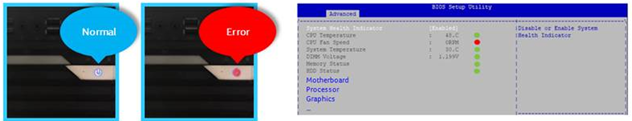 Normal
Error
BIOS Setup Utility
Advanced
System Health Indicator [Enabled]
CPU Temperature : 45.C
CPU Fan Speed : 0RPM
System Temperature : 30.C
DIMM Voltage : 1.199V
Memory Status :
HDD Status :
Motherboard
Processor
Graphics
…
Disable or Enable System
Health Indicator